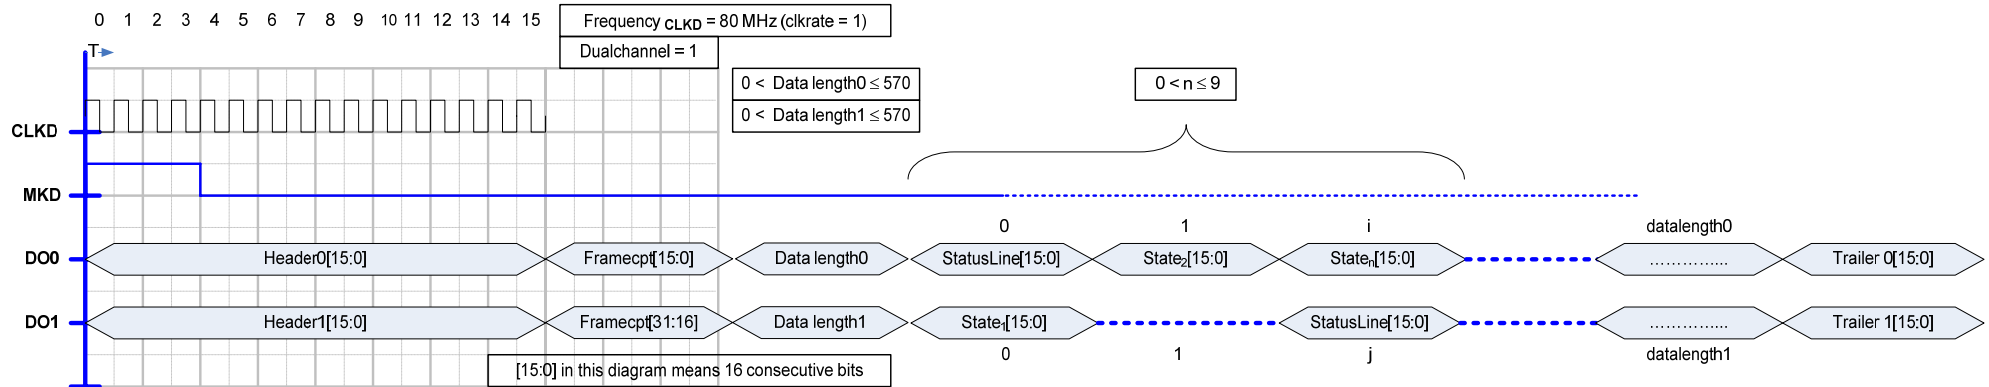 0 1 2 3 4 5 6 7 8 9 10 11 12 13 14 15
Frequency CLKD = 80 MHz (clkrate = 1)
T
Dualchannel = 1
0 < Data length0 ≤ 570
0 < n ≤ 9
0 < Data length1 ≤ 570
CLKD
MKD
0 1 i datalength0
DO0 Header0[15:0] Framecpt[15:0] Data length0 StatusLine[15:0] State2[15:0] Staten[15:0] ................ Trailer 0[15:0]
DO1 Header1[15:0] Framecpt[31:16] Data length1 State1[15:0] StatusLine[15:0] ................ Trailer 1[15:0]
0 1 j datalength1
[15:0] in this diagram means 16 consecutive bits